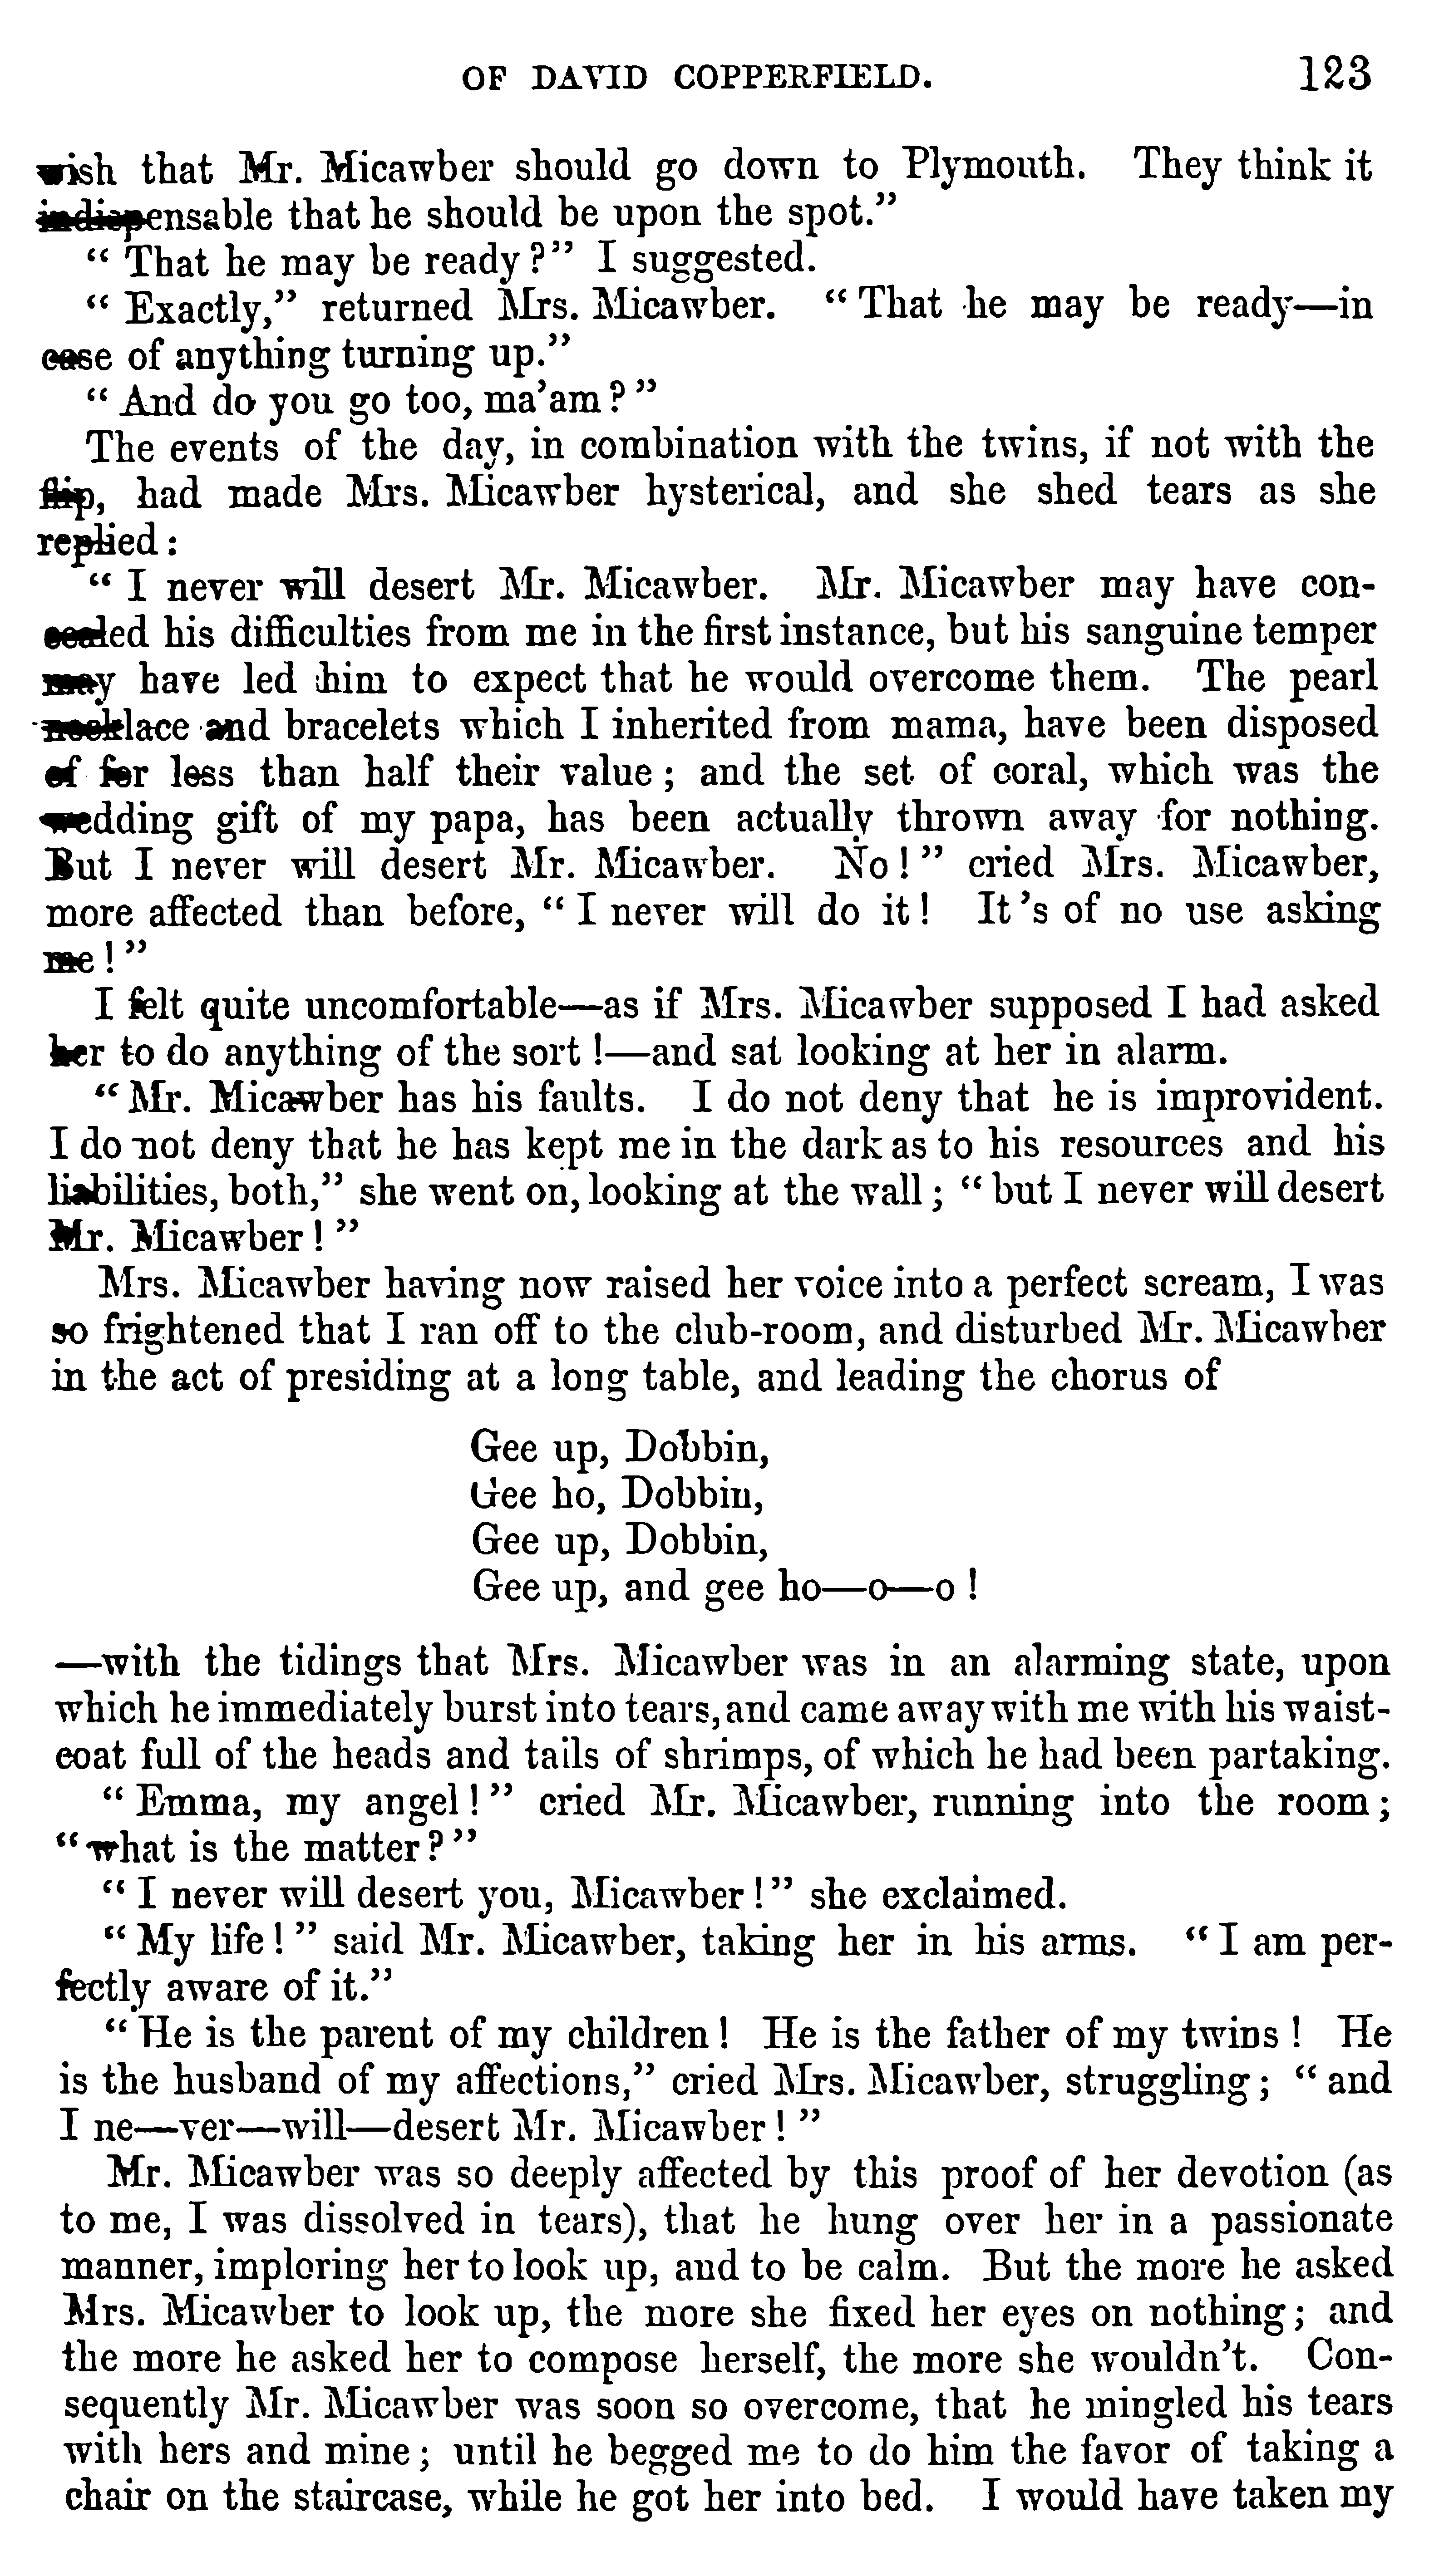 OF DAVID COPPERFIELD. 123
wish that Mr. Micawber should go down to Plymouth. They think it
indispensable that he should be upon the spot."
"That he may be ready?" I suggested.
"Exactly," returned Mrs. Micawber. "That he may be ready—in
case of anything turning up."
"And do you go too, ma'am?"
The events of the day, in combination with the twins, if not with the
flip, had made Mrs. Micawber hysterical, and she shed tears as she
replied:
"I never will desert Mr. Micawber. Mr. Micawber may have con-
cealed his difficulties from me in the first instance, but his sanguine temper
may have led him to expect that he would overcome them. The pearl
necklace and bracelets which I inherited from mama, have been disposed
of for less than half their value; and the set of coral, which was the
wedding gift of my papa, has been actually thrown away for nothing.
But I never will desert Mr. Micawber. No!" cried Mrs. Micawber,
more affected than before, "I never will do it! It's of no use asking
me!"
I felt quite uncomfortable—as if Mrs. Micawber supposed I had asked
her to do anything of the sort!—and sat looking at her in alarm.
"Mr. Micawber has his faults. I do not deny that he is improvident.
I do not deny that he has kept me in the dark as to his resources and his
liabilities, both," she went on, looking at the wall; "but I never will desert
Mr. Micawber!"
Mrs. Micawber having now raised her voice into a perfect scream, I was
so frightened that I ran off to the club-room, and disturbed Mr. Micawber
in the act of presiding at a long table, and leading the chorus of
Gee up, Dobbin,
Gee ho, Dobbin,
Gee up, Dobbin,
Gee up, and gee ho—o—o!
—with the tidings that Mrs. Micawber was in an alarming state, upon
which he immediately burst into tears, and came away with me with his waist-
coat full of the heads and tails of shrimps, of which he had been partaking.
"Emma, my angel!" cried Mr. Micawber, running into the room;
"what is the matter?"
"I never will desert you, Micawber!" she exclaimed.
"My life!" said Mr. Micawber, taking her in his arms. "I am per-
fectly aware of it."
"He is the parent of my children! He is the father of my twins! He
is the husband of my affections," cried Mrs. Micawber, struggling; "and
I ne—ver—will—desert Mr. Micawber!"
Mr. Micawber was so deeply affected by this proof of her devotion (as
to me, I was dissolved in tears), that he hung over her in a passionate
manner, imploring her to look up, and to be calm. But the more he asked
Mrs. Micawber to look up, the more she fixed her eyes on nothing; and
the more he asked her to compose herself, the more she wouldn't. Con-
sequently Mr. Micawber was soon so overcome, that he mingled his tears
with hers and mine; until he begged me to do him the favor of taking a
chair on the staircase, while he got her into bed. I would have taken my